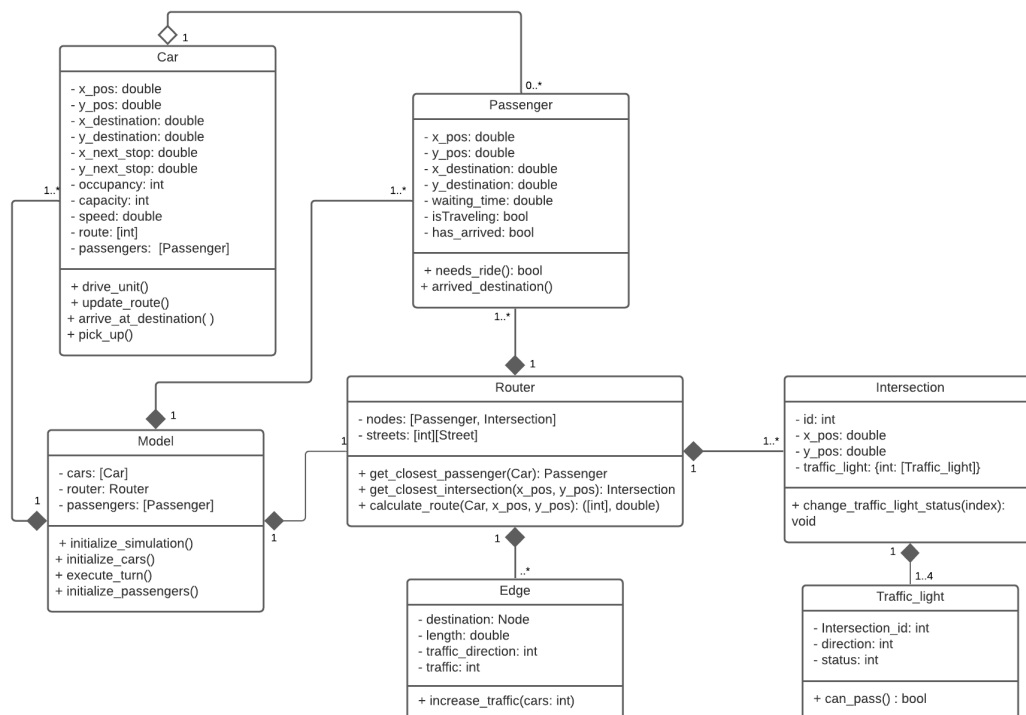 1
Car
- x_pos: double
- y_pos: double
- x_destination: double
- y_destination: double
- x_next_stop: double
- y_next_stop: double
- occupancy: int
- capacity: int
- speed: double
- route: [int]
- passengers:  [Passenger]
+ drive_unit()
+ update_route()
+ arrive_at_destination( )
+ pick_up()
1..*
0..*
Passenger
- x_pos: double
- y_pos: double
- x_destination: double
- y_destination: double
- waiting_time: double
- isTraveling: bool
- has_arrived: bool
+ needs_ride(): bool
+ arrived_destination()
1..*
1..*
1
Router
- nodes: [Passenger, Intersection]
- streets: [int][Street]
+ get_closest_passenger(Car): Passenger
+ get_closest_intersection(x_pos, y_pos): Intersection
+ calculate_route(Car, x_pos, y_pos): ([int], double)
1
1
1..*
1
Intersection
- id: int
- x_pos: double
- y_pos: double
- traffic_light: {int: [Traffic_light]}
+ change_traffic_light_status(index):
void
1
Model
- cars: [Car]
- router: Router
- passengers: [Passenger]
+ initialize_simulation()
+ initialize_cars()
+ execute_turn()
+ initialize_passengers()
1
1
1
..*
Edge
- destination: Node
- length: double
- traffic_direction: int
- traffic: int
+ increase_traffic(cars: int)
1
1..4
Traffic_light
- Intersection_id: int
- direction: int
- status: int
+ can_pass() : bool